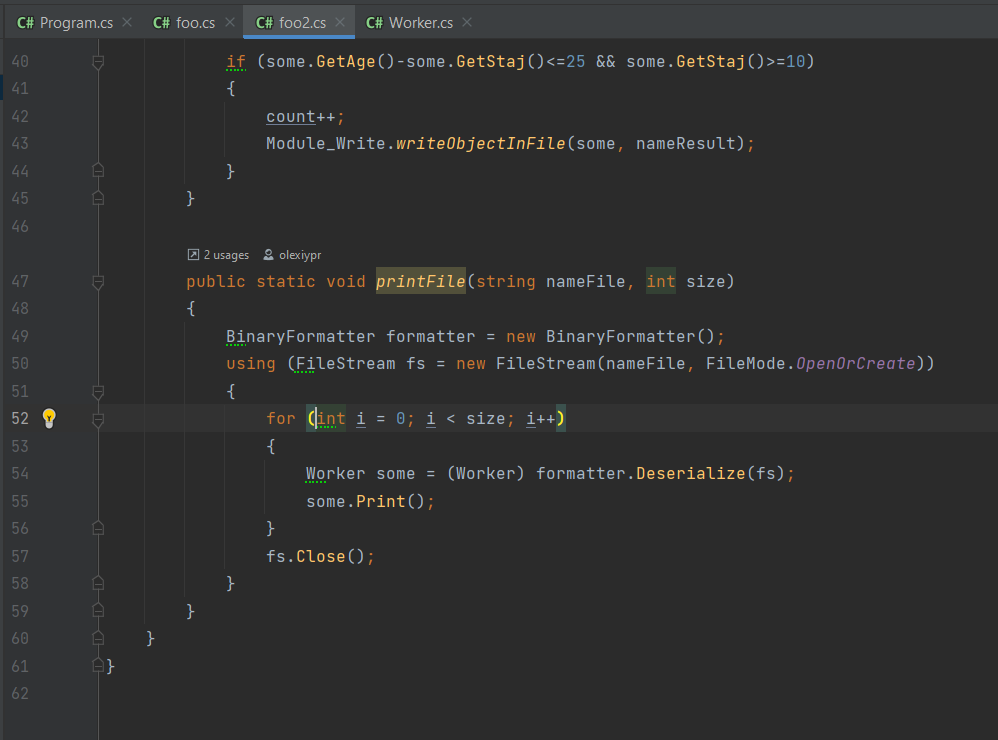 C# Program.cs × C# foo.cs × C# foo2.cs × C# Worker.cs ×
40 if (some.GetAge()-some.GetStaj()<=25 && some.GetStaj()>=10)
41 {
42 count++;
43 Module_Write.writeObjectInFile(some, nameResult);
44 }
45 }
46
2 usages olexiypr
47 public static void printFile(string nameFile, int size)
48 {
49 BinaryFormatter formatter = new BinaryFormatter();
50 using (FileStream fs = new FileStream(nameFile, FileMode.OpenOrCreate))
51 {
52 for (int i = 0; i < size; i++)
53 {
54 Worker some = (Worker) formatter.Deserialize(fs);
55 some.Print();
56 }
57 fs.Close();
58 }
59 }
60 }
61 }
62